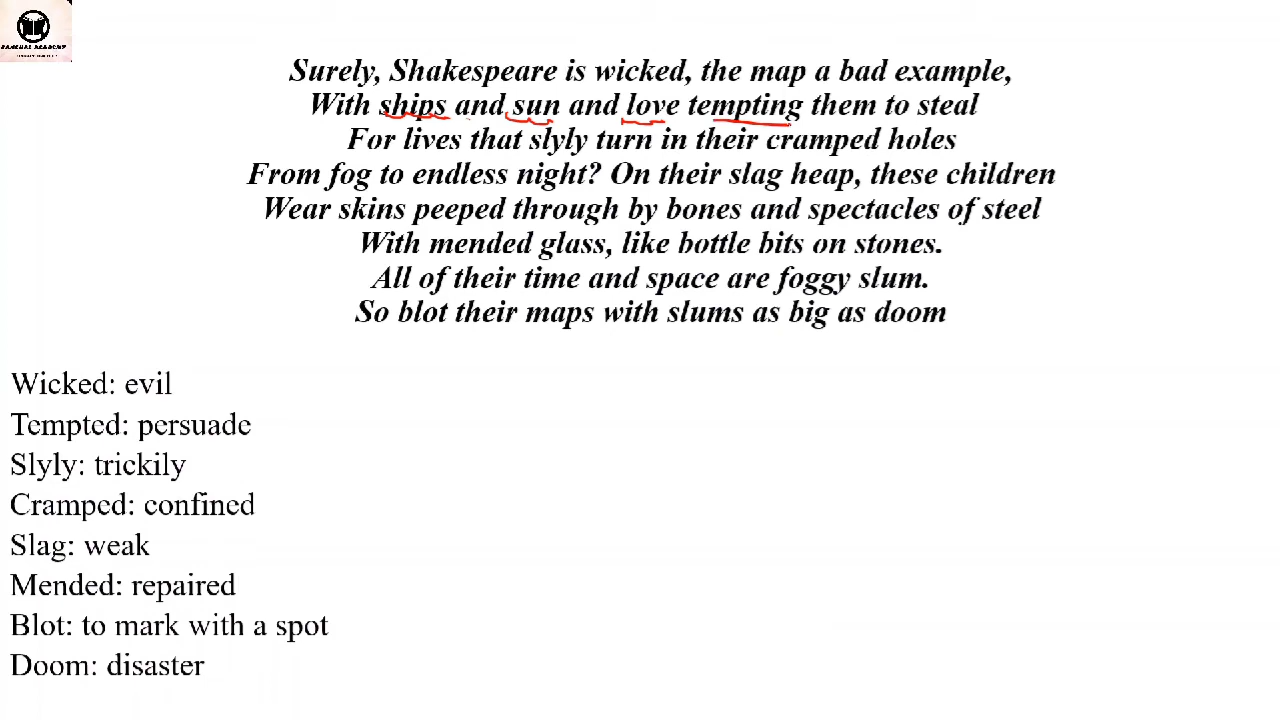 Surely, Shakespeare is wicked, the map a bad example,
With ships and sun and love tempting them to steal
For lives that slyly turn in their cramped holes
From fog to endless night? On their slag heap, these children
Wear skins peeped through by bones and spectacles of steel
With mended glass, like bottle bits on stones.
All of their time and space are foggy slum.
So blot their maps with slums as big as doom
Wicked: evil
Tempted: persuade
Slyly: trickily
Cramped: confined
Slag: weak
Mended: repaired
Blot: to mark with a spot
Doom: disaster